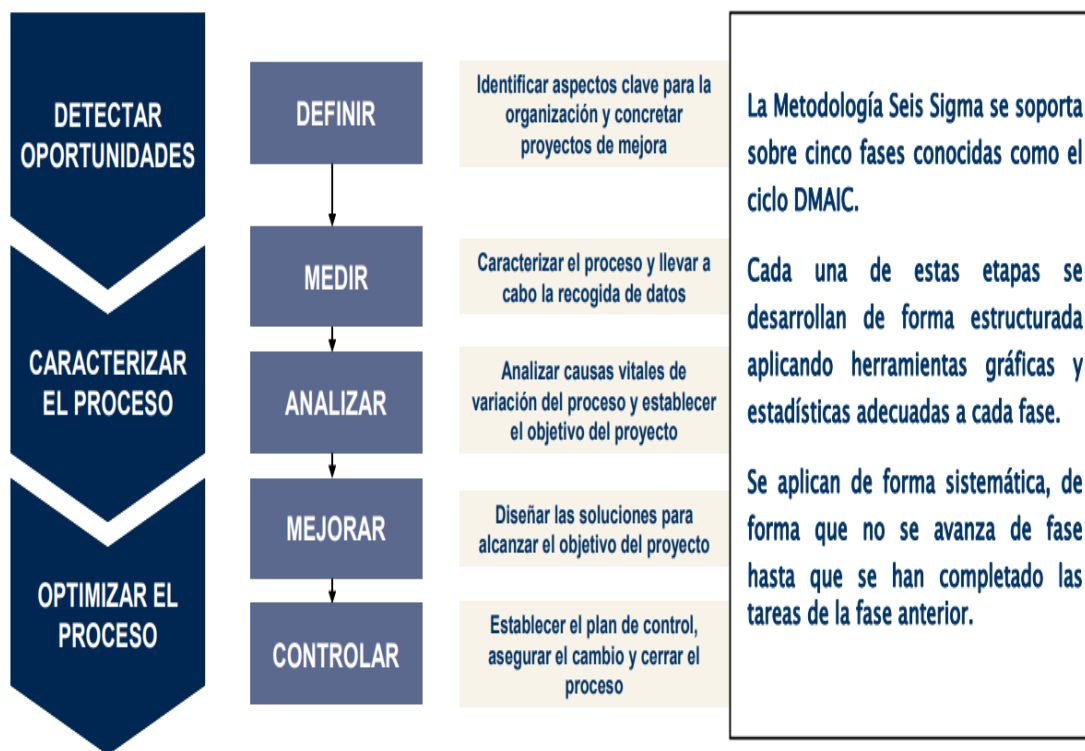 DETECTAR
OPORTUNIDADES
CARACTERIZAR
EL PROCESO
OPTIMIZAR EL
PROCESO
DEFINIR
Identificar aspectos clave para la
organización y concretar
proyectos de mejora
MEDIR
Caracterizar el proceso y llevar a
cabo la recogida de datos
ANALIZAR
Analizar causas vitales de
variación del proceso y establecer
el objetivo del proyecto
MEJORAR
Diseñar las soluciones para
alcanzar el objetivo del proyecto
CONTROLAR
Establecer el plan de control,
asegurar el cambio y cerrar el
proceso
La Metodología Seis Sigma se soporta
sobre cinco fases conocidas como el
ciclo DMAIC.
Cada una de estas etapas se
desarrollan de forma estructurada
aplicando herramientas gráficas y
estadísticas adecuadas a cada fase.
Se aplican de forma sistemática, de
forma que no se avanza de fase
hasta que se han completado las
tareas de la fase anterior.